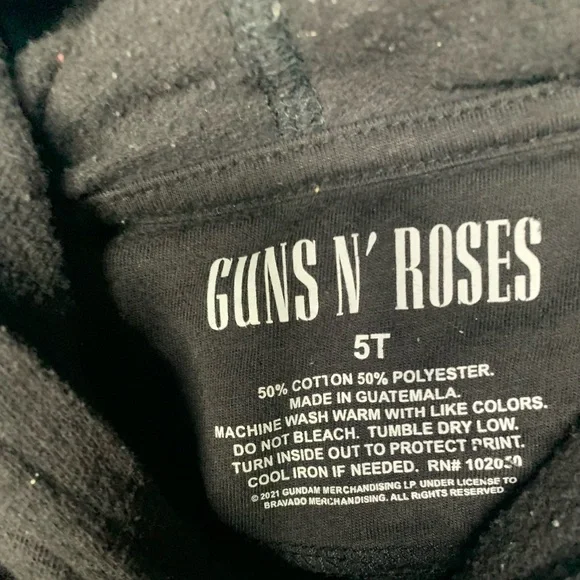 GUNS N' ROSES
5T
50% COTTON 50% POLYESTER.
MADE IN GUATEMALA.
MACHINE WASH WARM WITH LIKE COLORS.
DO NOT BLEACH. TUMBLE DRY LOW.
TURN INSIDE OUT TO PROTECT PRINT.
COOL IRON IF NEEDED. RN#
© 2021 GUNDAM MERCHANDISING LP UNDER LICENSE TO
BRAVADO MERCHANDISING. ALL RIGHTS RESERVED